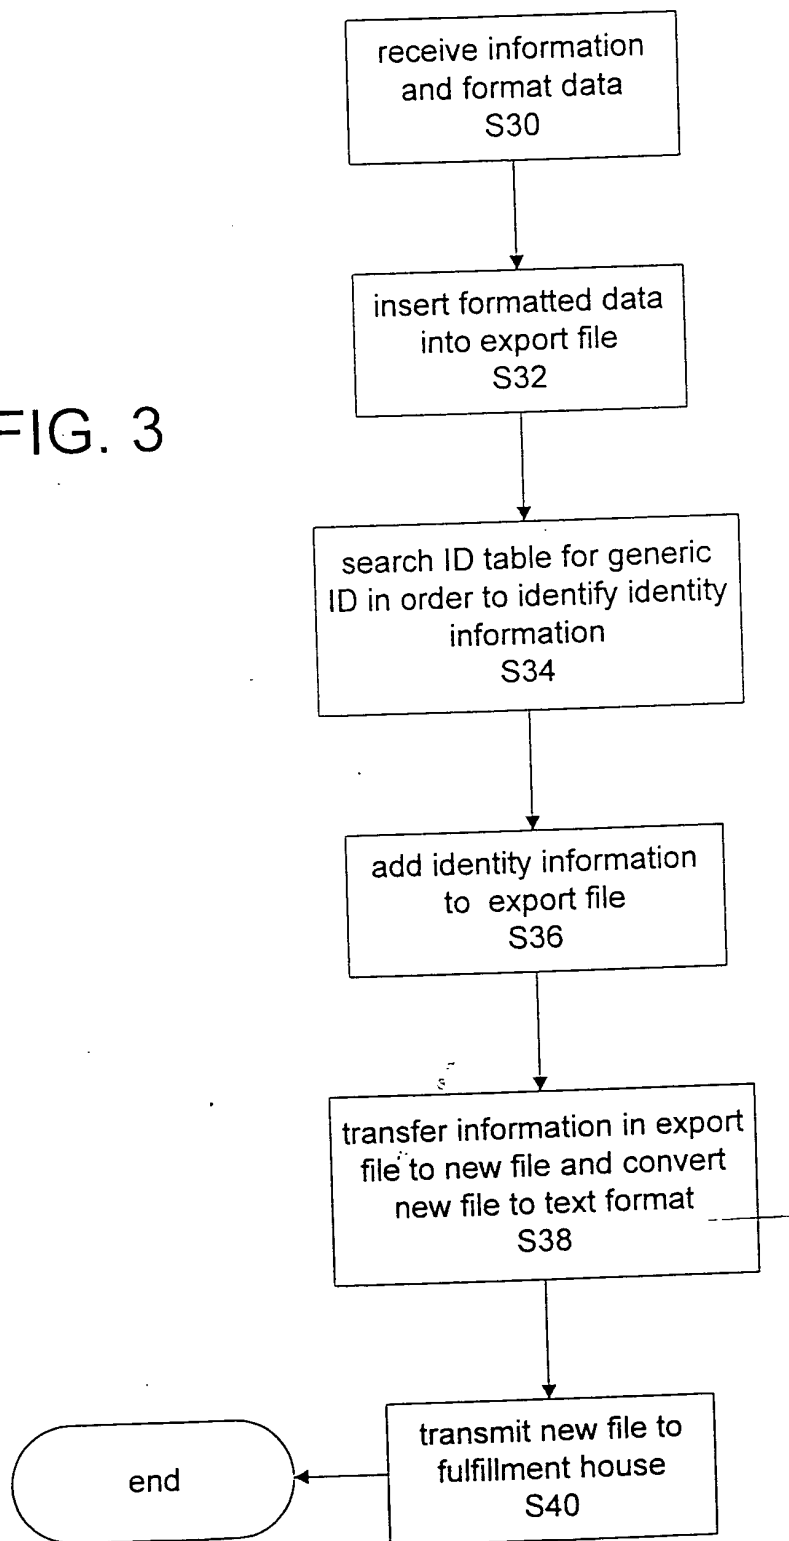 receive information
and format data
S30
insert formatted data
into export file
S32
FIG. 3
search ID table for generic
ID in order to identify identity
information
S34
add identity information
to export file
S36
transfer information in export
file to new file and convert
new file to text format
S38
transmit new file to
fulfillment house
S40
end